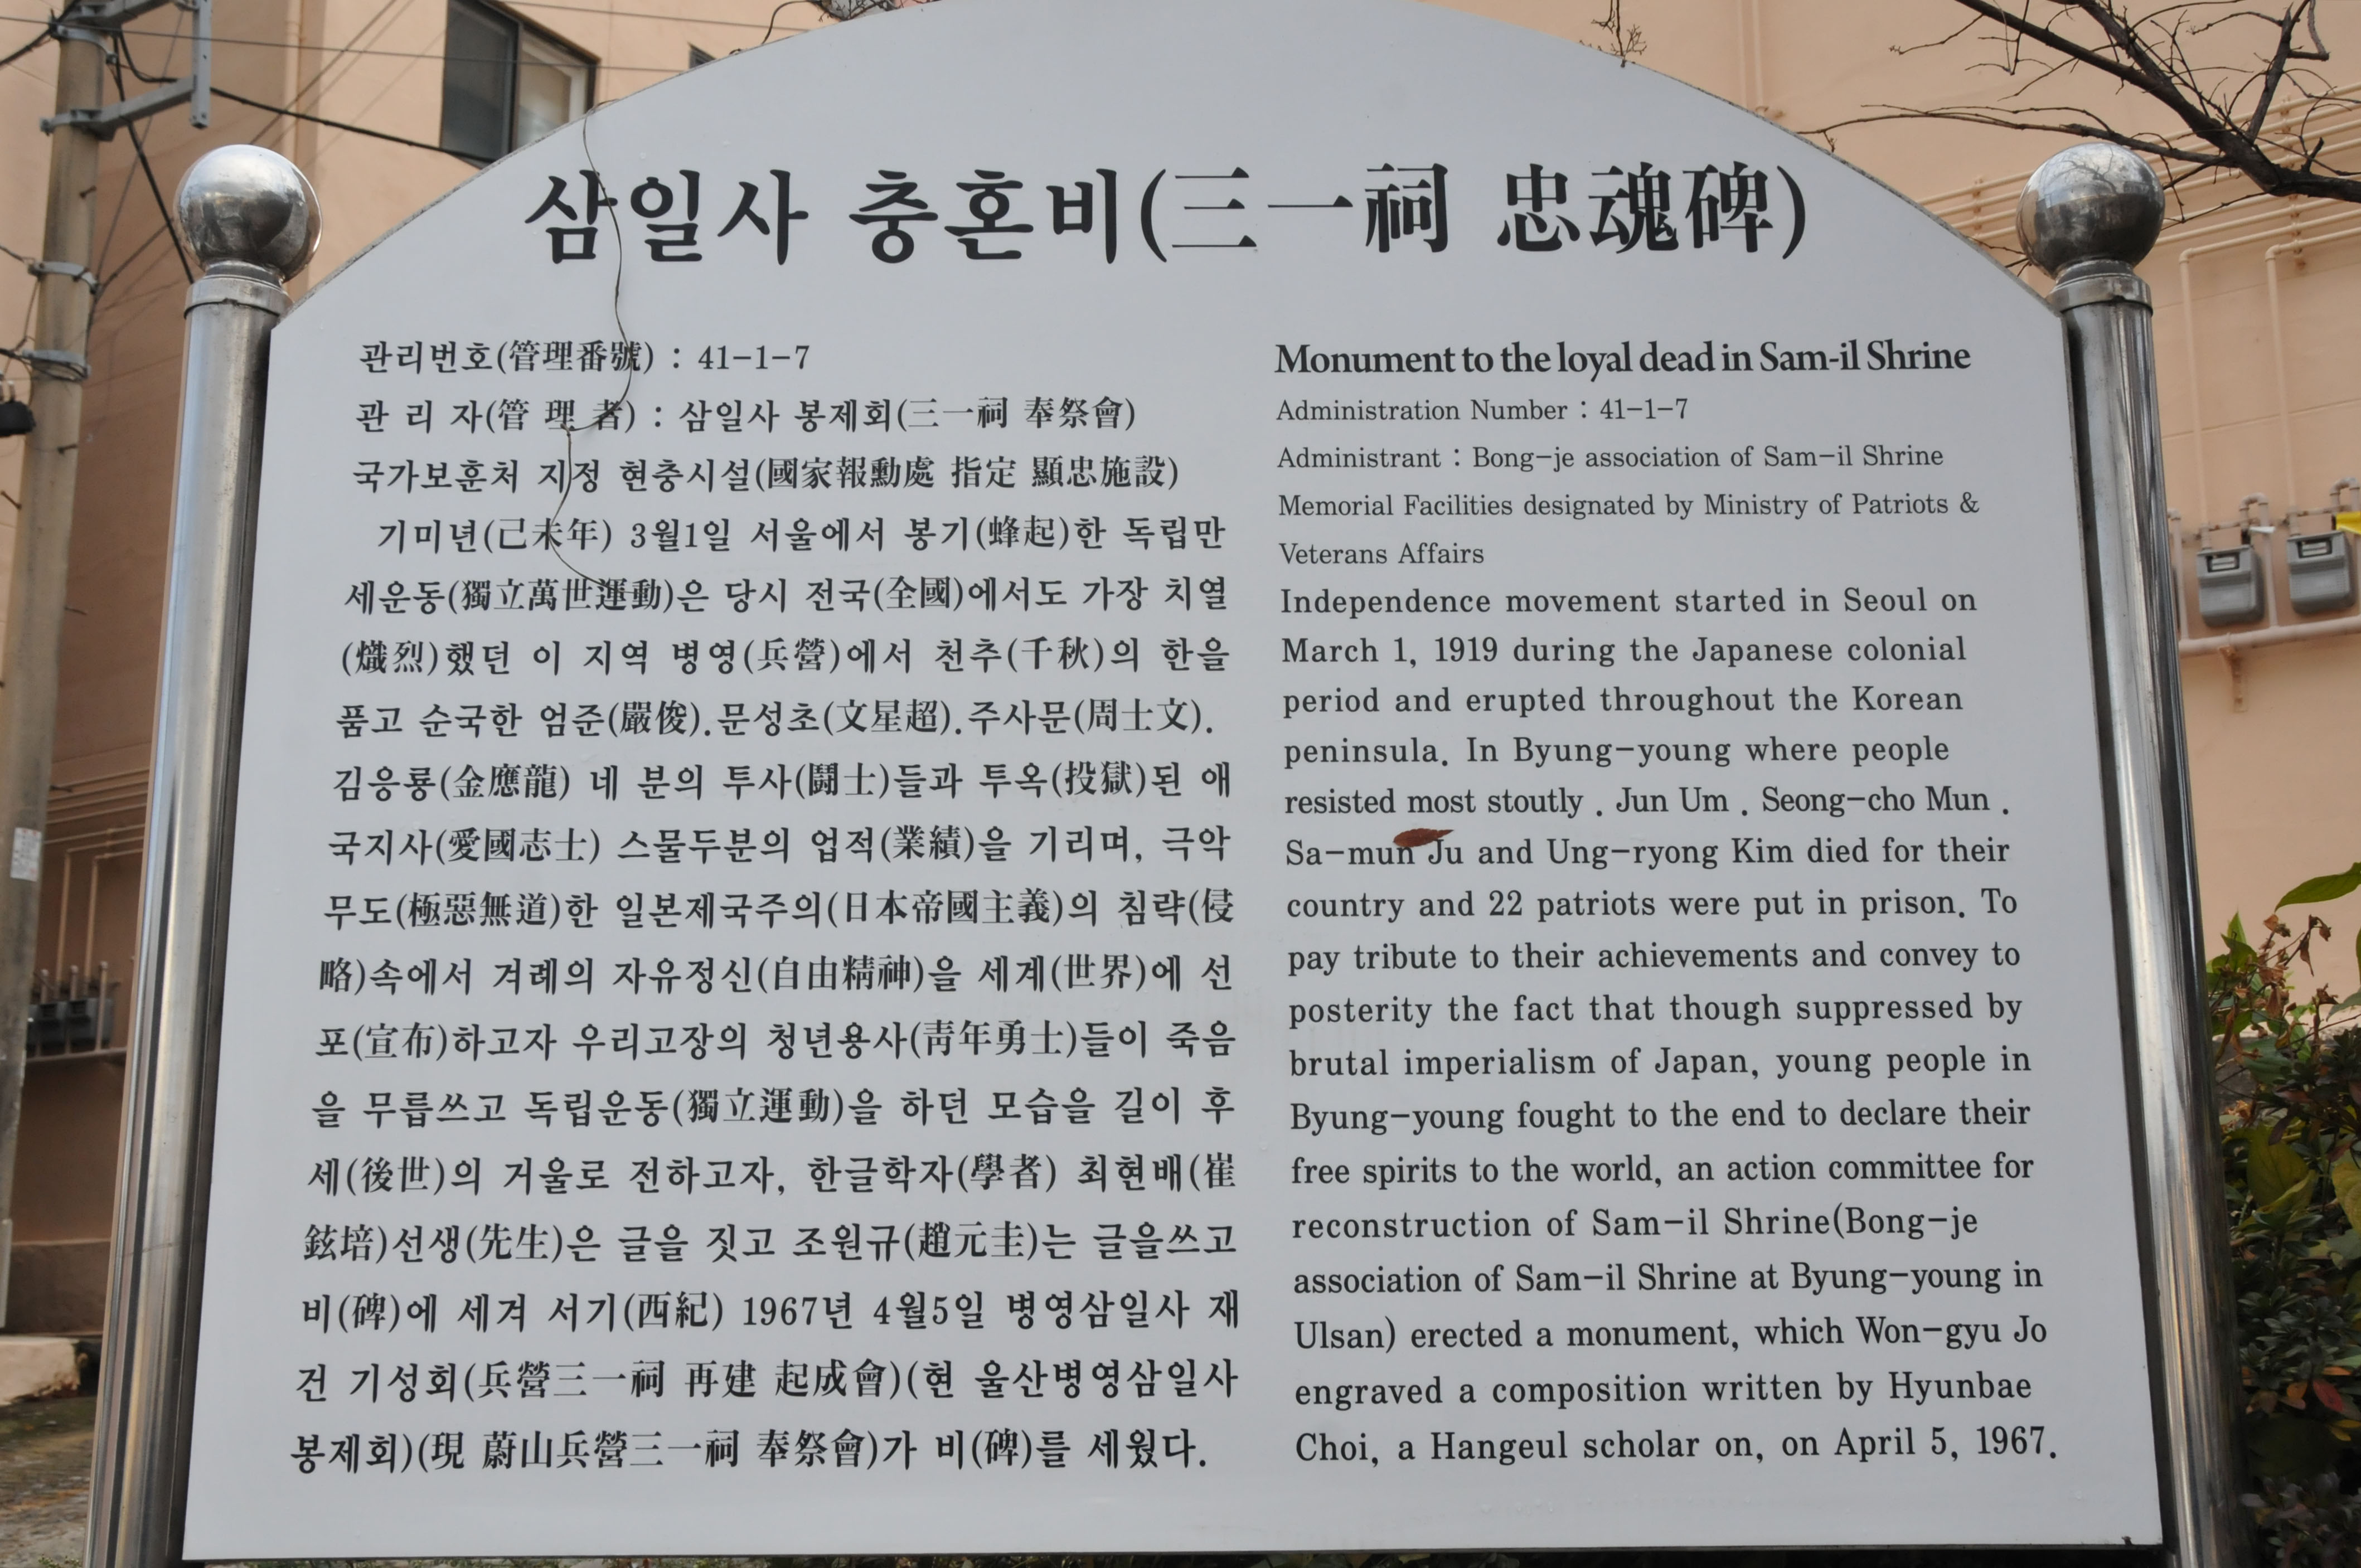 삼일사 충혼비(三一祠 忠魂碑)
관리번호(管理番號) : 41-1-7
관 리 자(管 理 者) : 삼일사 봉제회(三一祠 奉祭會)
국가보훈처 지정 현충시설(國家報勳處 指定 顯忠施設)
기미년(己未年) 3월1일 서울에서 봉기(蜂起)한 독립만
세운동(獨立萬世運動)은 당시 전국(全國)에서도 가장 치열
(熾烈)했던 이 지역 병영(兵營)에서 천추(千秋)의 한을
품고 순국한 엄준(嚴俊).문성초(文星超).주사문(周士文).
김응룡(金應龍) 네 분의 투사(鬪士)들과 투옥(投獄)된 애
국지사(愛國志士) 스물두분의 업적(業績)을 기리며, 극악
무도(極惡無道)한 일본제국주의(日本帝國主義)의 침략(侵
略)속에서 겨레의 자유정신(自由精神)을 세계(世界)에 선
포(宣布)하고자 우리고장의 청년용사(靑年勇士)들이 죽음
을 무릅쓰고 독립운동(獨立運動)을 하던 모습을 길이 후
세(後世)의 거울로 전하고자, 한글학자(學者) 최현배(崔
鉉培)선생(先生)은 글을 짓고 조원규(趙元圭)는 글을쓰고
비(碑)에 세겨 서기(西紀) 1967년 4월5일 병영삼일사 재
건 기성회(兵營三一祠 再建 起成會)(현 울산병영삼일사
봉제회)(現 蔚山兵營三一祠 奉祭會)가 비(碑)를 세웠다.
Monument to the loyal dead in Sam-il Shrine
Administration Number : 41-1-7
Administrant : Bong-je association of Sam-il Shrine
Memorial Facilities designated by Ministry of Patriots &
Veterans Affairs
Independence movement started in Seoul on
March 1, 1919 during the Japanese colonial
period and erupted throughout the Korean
peninsula. In Byung-young where people
resisted most stoutly . Jun Um . Seong-cho Mun .
Sa-mun Ju and Ung-ryong Kim died for their
country and 22 patriots were put in prison. To
pay tribute to their achievements and convey to
posterity the fact that though suppressed by
brutal imperialism of Japan, young people in
Byung-young fought to the end to declare their
free spirits to the world, an action committee for
reconstruction of Sam-il Shrine(Bong-je
association of Sam-il Shrine at Byung-young in
Ulsan) erected a monument, which Won-gyu Jo
engraved a composition written by Hyunbae
Choi, a Hangeul scholar on, on April 5, 1967.